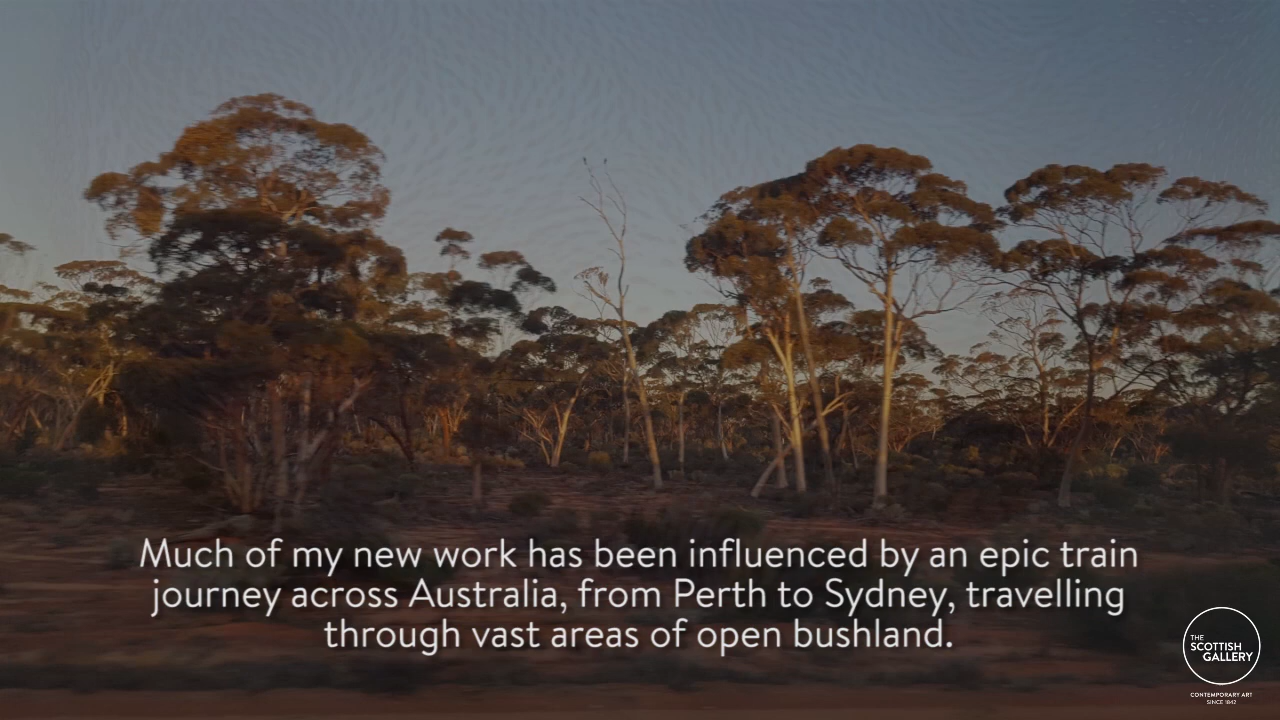 Much of my new work has been influenced by an epic train
journey across Australia, from Perth to Sydney, travelling
through vast areas of open bushland.
THE
SCOTTISH
GALLERY
CONTEMPORARY ART
SINCE 1842